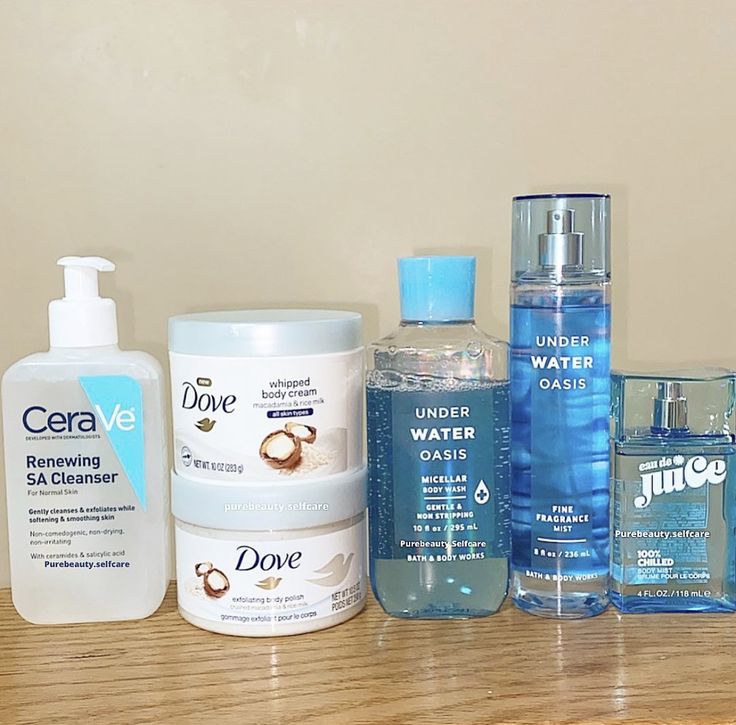 CeraVe
DEVELOPED WITH DERMATOLOGISTS
Renewing
SA Cleanser
For Normal Skin
Gently cleanses & exfoliates while
softening & smoothing skin
Non-comedogenic, non-drying,
non-irritating
With ceramides & salicylic acid
Purebeauty.selfcare
new
Dove
whipped
body cream
macadamia & rice milk
all skin types
NET WT. 10 OZ (283 g)
purebeauty.selfcare
Dove
exfoliating body polish
crushed macadamia & rice milk
gommage exfoliant pour le corps
UNDER
WATER
OASIS
MICELLAR
BODY WASH
GENTLE &
NON STRIPPING
10 fl oz / 295 mL
Purebeauty.Selfcare
BATH & BODY WORKS
UNDER
WATER
OASIS
FINE
FRAGRANCE
MIST
8 fl oz / 236 mL
BATH & BODY WORKS
eau de
juice
Purebeauty.selfcare
100%
CHILLED
BODY MIST
BRUME POUR LE CORPS
4 FL.OZ./118 mL e